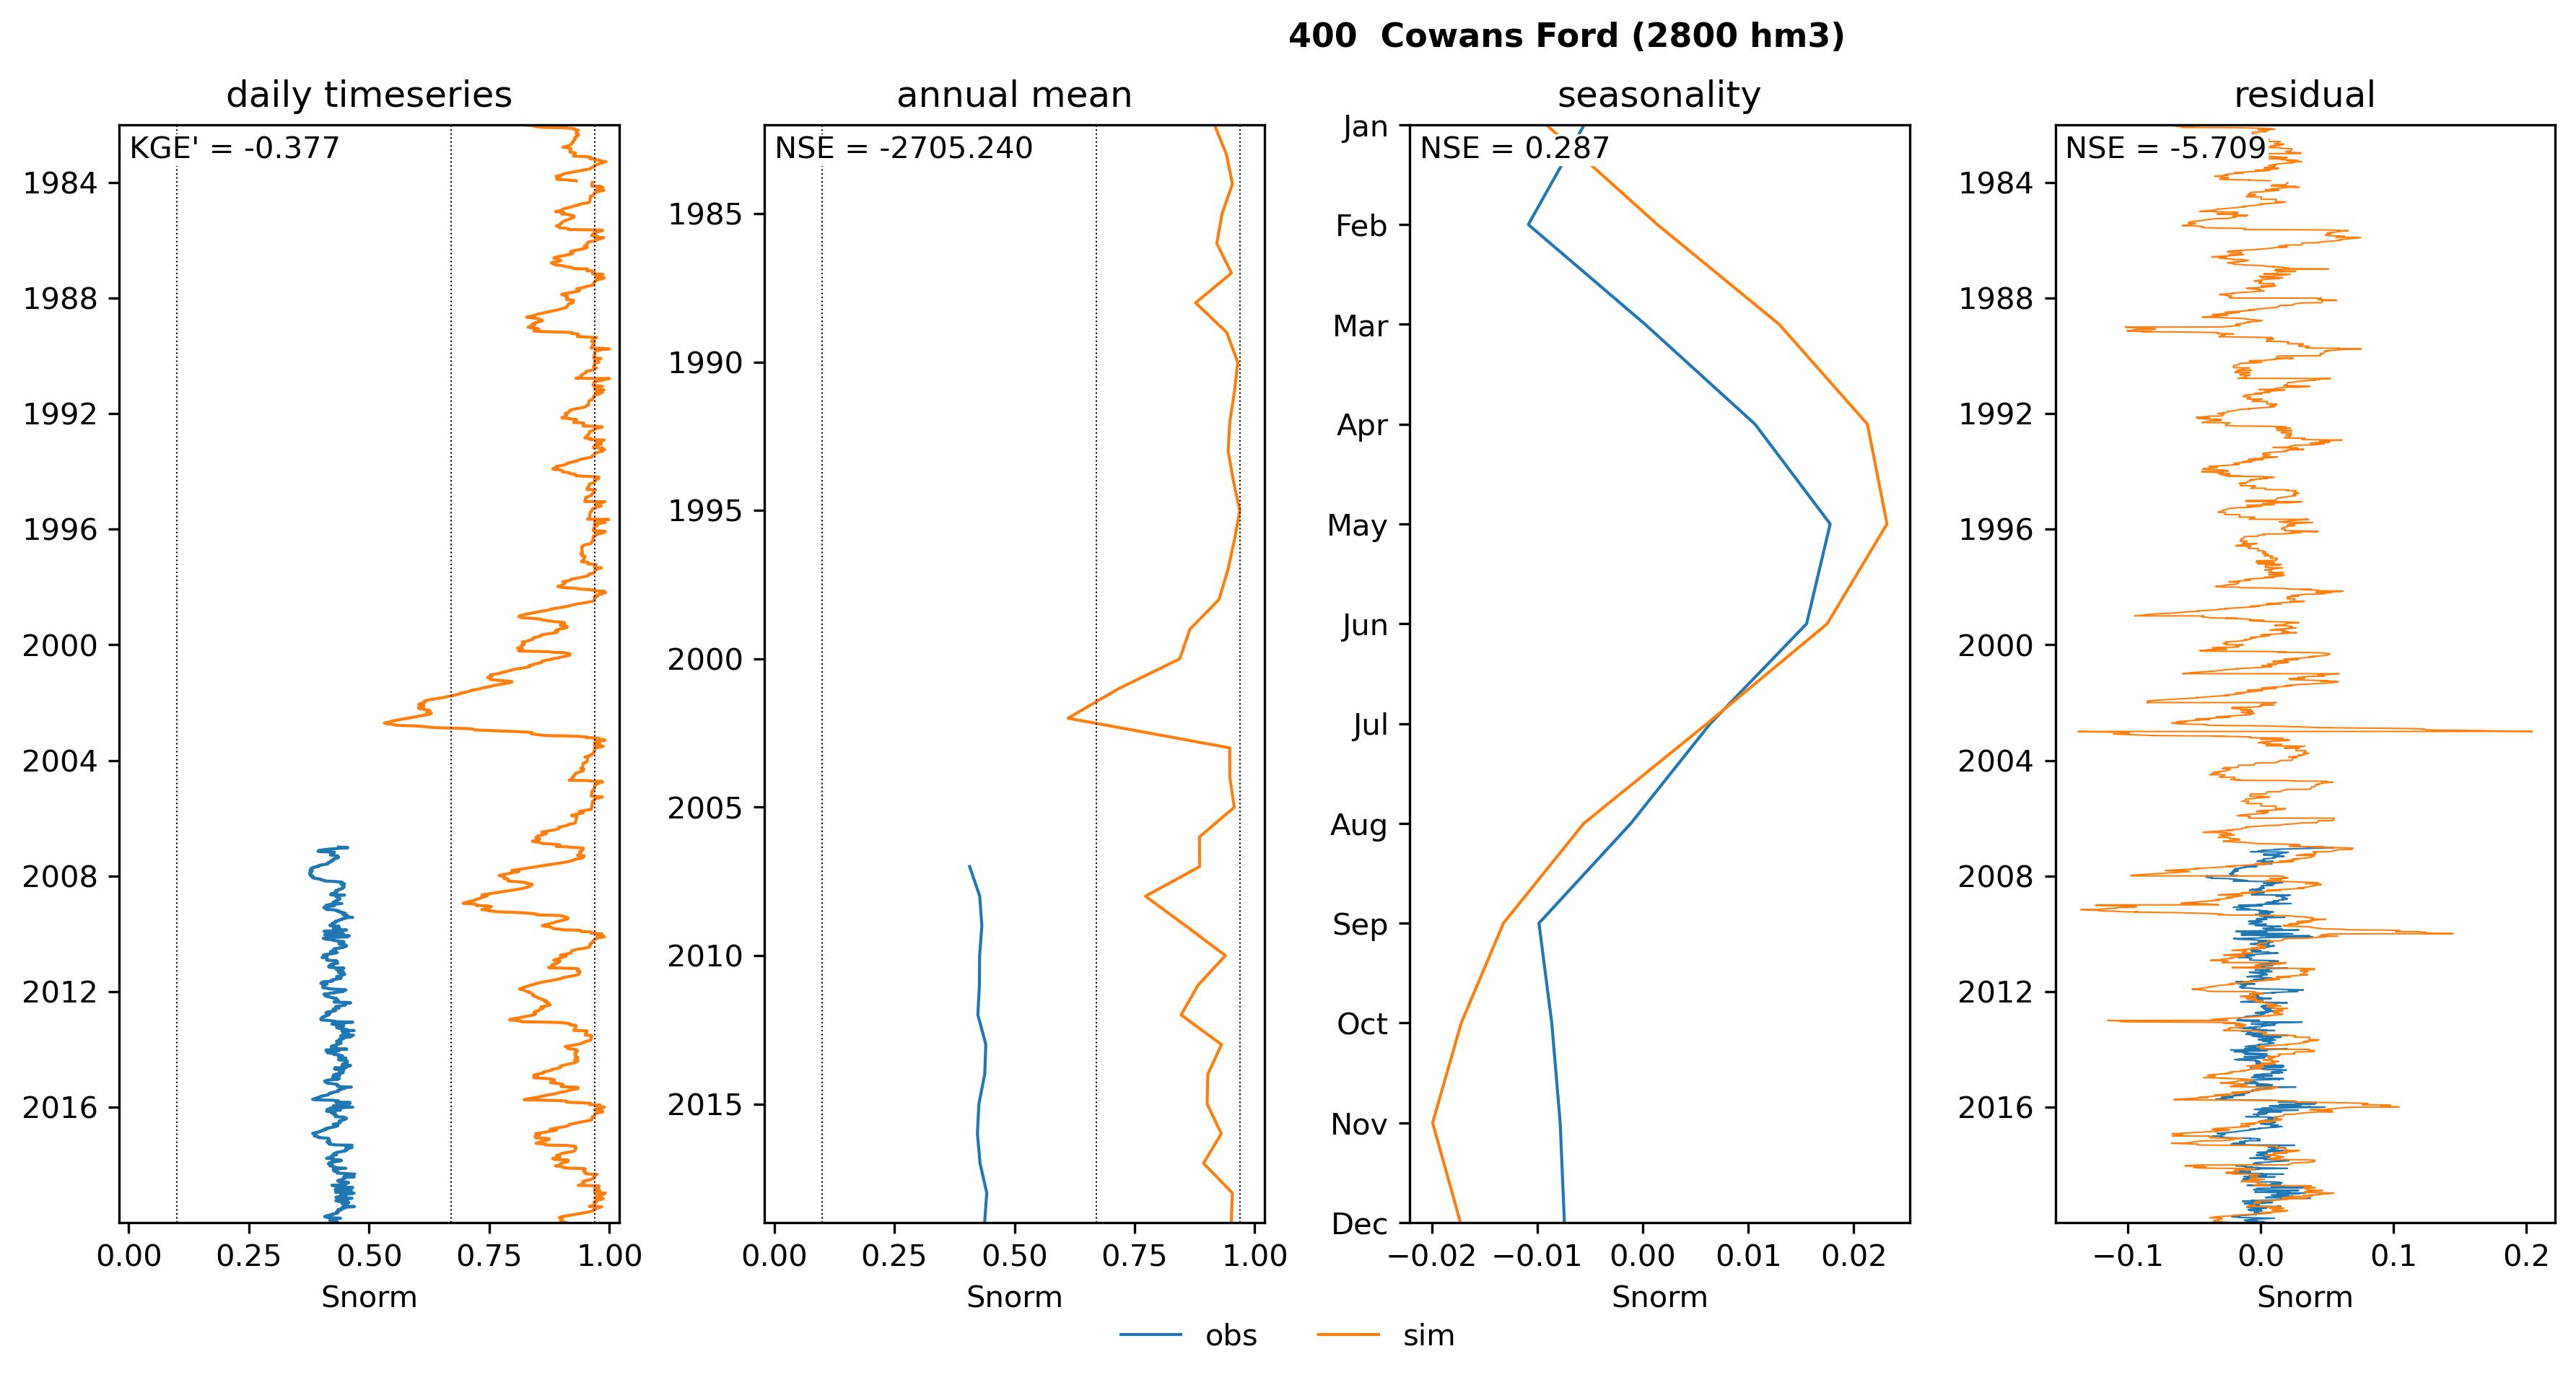 400  Cowans Ford (2800 hm3)
daily timeseries
KGE' = -0.377
1984
1988
1992
1996
2000
2004
2008
2012
2016
0.00 0.25 0.50 0.75 1.00
Snorm
annual mean
NSE = -2705.240
1985
1990
1995
2000
2005
2010
2015
0.00 0.25 0.50 0.75 1.00
Snorm
seasonality
NSE = 0.287
Jan
Feb
Mar
Apr
May
Jun
Jul
Aug
Sep
Oct
Nov
Dec
−0.02 −0.01 0.00 0.01 0.02
Snorm
residual
NSE = -5.709
1984
1988
1992
1996
2000
2004
2008
2012
2016
−0.1 0.0 0.1 0.2
Snorm
obs sim